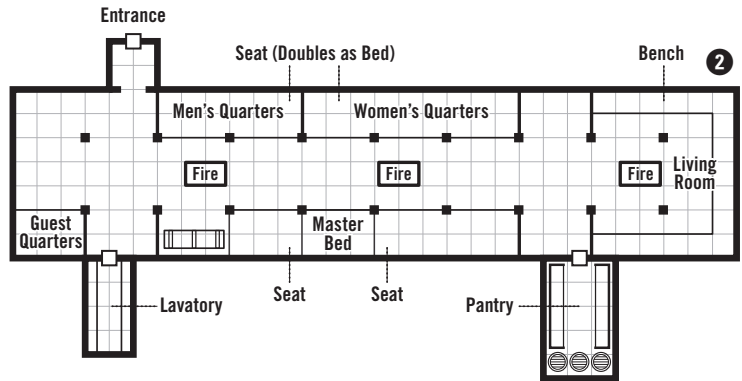 Entrance
Seat (Doubles as Bed)
Bench
2
Men's Quarters
Women's Quarters
Fire
Fire
Fire
Living
Room
Guest
Quarters
Master
Bed
Lavatory
Seat
Seat
Pantry